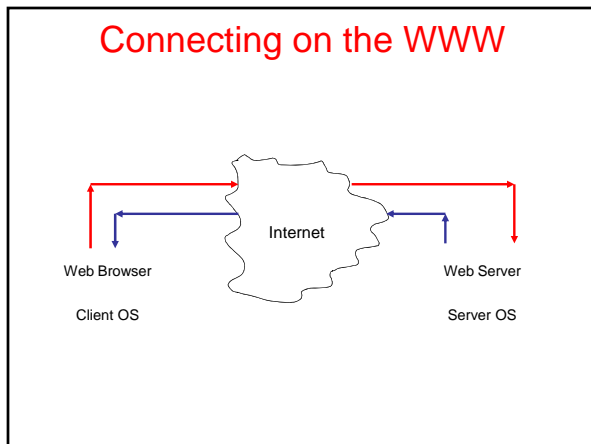 Connecting on the WWW
Internet
Web Browser
Client OS
Web Server
Server OS